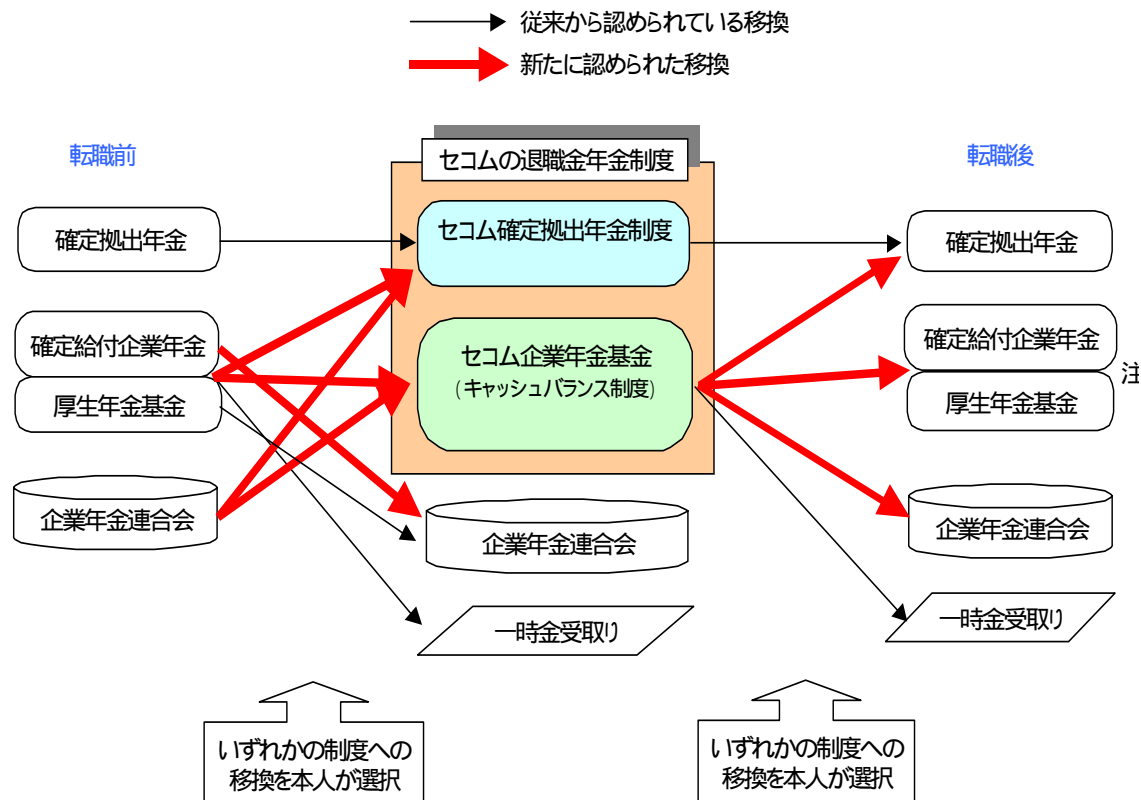 従来から認められている移換
新たに認められた移換
転職前
セコムの退職金年金制度
転職後
確定拠出年金
セコム確定拠出年金制度
確定拠出年金
確定給付企業年金
厚生年金基金
セコム企業年金基金
(キャッシュバランス制度)
確定給付企業年金
厚生年金基金
注
企業年金連合会
企業年金連合会
企業年金連合会
一時金受取り
一時金受取り
いずれかの制度への
移換を本人が選択
いずれかの制度への
移換を本人が選択